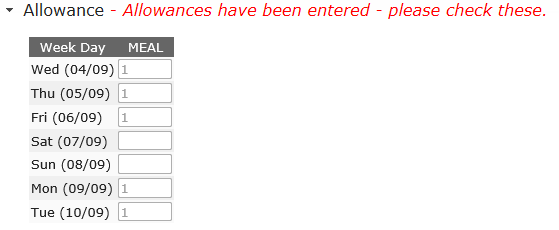 Allowance - Allowances have been entered - please check these.
Week Day MEAL
Wed (04/09) 1
Thu (05/09) 1
Fri (06/09) 1
Sat (07/09)
Sun (08/09)
Mon (09/09) 1
Tue (10/09) 1